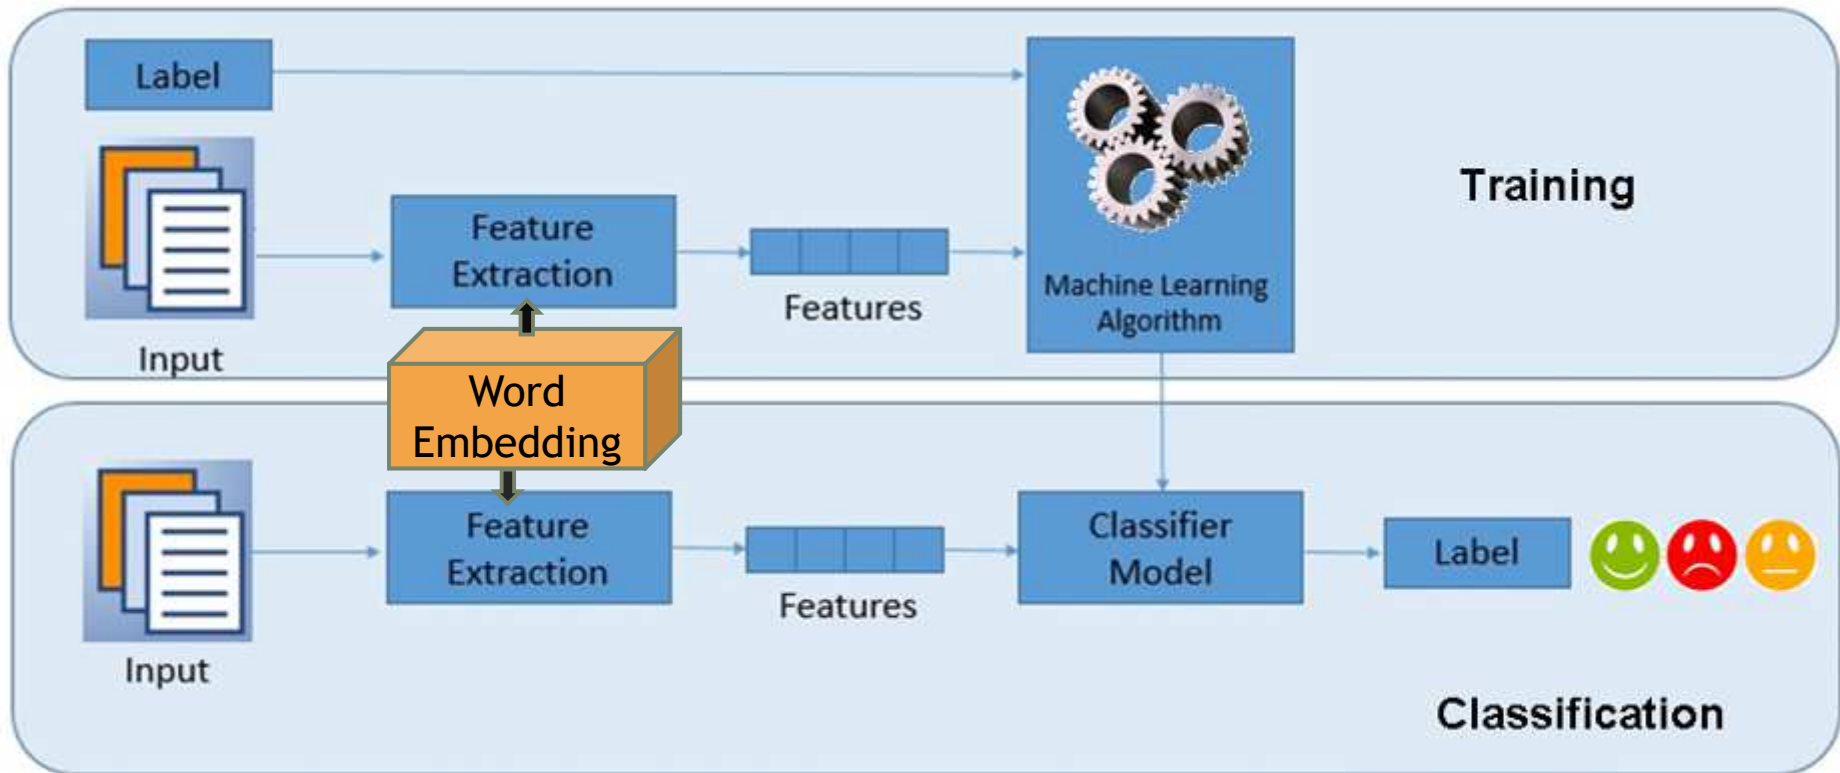 Label
Feature
Extraction
Features
Machine Learning
Algorithm
Training
Input
Word
Embedding
Feature
Extraction
Features
Classifier
Model
Label
Input
Classification